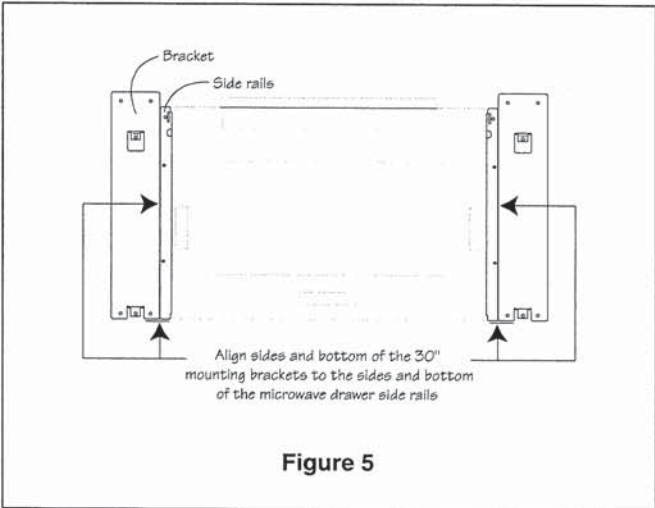 Bracket
Side rails
Align sides and bottom of the 30"
mounting brackets to the sides and bottom
of the microwave drawer side rails
Figure 5